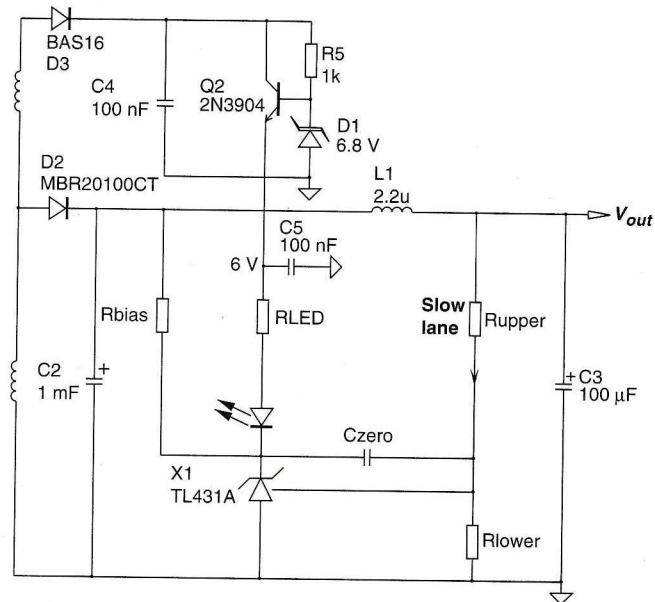 BAS16
D3
C4
100 nF
Q2
2N3904
R5
1k
D1
6.8 V
D2
MBR20100CT
L1
2.2u
Vout
C5
100 nF
6 V
Rbias
RLED
Slow
lane
Rupper
C2
1 mF
+
+
C3
100 µF
Czero
X1
TL431A
Rlower